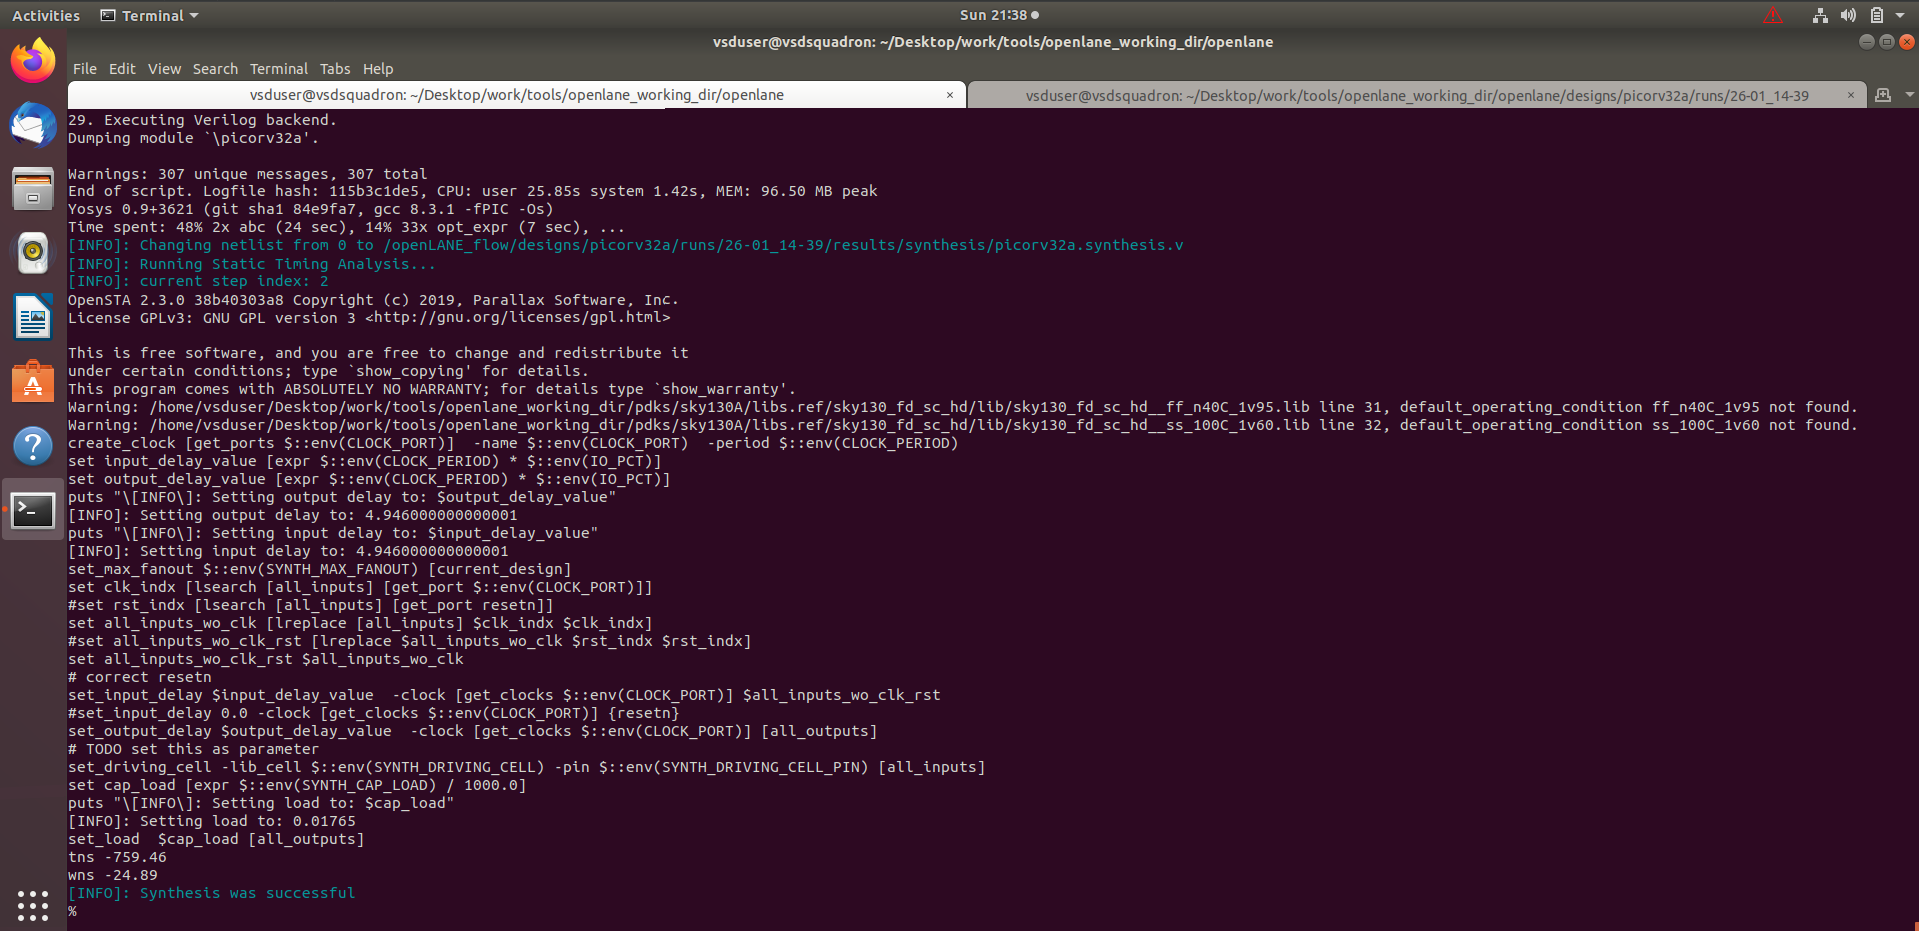 Activities Terminal Sun 21:38
vsduser@vsdsquadron: ~/Desktop/work/tools/openlane_working_dir/openlane
File Edit View Search Terminal Tabs Help
vsduser@vsdsquadron: ~/Desktop/work/tools/openlane_working_dir/openlane × vsduser@vsdsquadron: ~/Desktop/work/tools/openlane_working_dir/openlane/designs/picorv32a/runs/26-01_14-39 ×
29. Executing Verilog backend.
Dumping module `\picorv32a'.
Warnings: 307 unique messages, 307 total
End of script. Logfile hash: 115b3c1de5, CPU: user 25.85s system 1.42s, MEM: 96.50 MB peak
Yosys 0.9+3621 (git sha1 84e9fa7, gcc 8.3.1 -fPIC -Os)
Time spent: 48% 2x abc (24 sec), 14% 33x opt_expr (7 sec), ...
[INFO]: Changing netlist from 0 to /openLANE_flow/designs/picorv32a/runs/26-01_14-39/results/synthesis/picorv32a.synthesis.v
[INFO]: Running Static Timing Analysis...
[INFO]: current step index: 2
OpenSTA 2.3.0 38b40303a8 Copyright (c) 2019, Parallax Software, Inc.
License GPLv3: GNU GPL version 3 <http://gnu.org/licenses/gpl.html>
This is free software, and you are free to change and redistribute it
under certain conditions; type `show_copying' for details.
This program comes with ABSOLUTELY NO WARRANTY; for details type `show_warranty'.
Warning: /home/vsduser/Desktop/work/tools/openlane_working_dir/pdks/sky130A/libs.ref/sky130_fd_sc_hd/lib/sky130_fd_sc_hd__ff_n40C_1v95.lib line 31, default_operating_condition ff_n40C_1v95 not found.
Warning: /home/vsduser/Desktop/work/tools/openlane_working_dir/pdks/sky130A/libs.ref/sky130_fd_sc_hd/lib/sky130_fd_sc_hd__ss_100C_1v60.lib line 32, default_operating_condition ss_100C_1v60 not found.
create_clock [get_ports $::env(CLOCK_PORT)]  -name $::env(CLOCK_PORT)  -period $::env(CLOCK_PERIOD)
set input_delay_value [expr $::env(CLOCK_PERIOD) * $::env(IO_PCT)]
set output_delay_value [expr $::env(CLOCK_PERIOD) * $::env(IO_PCT)]
puts "\[INFO\]: Setting output delay to: $output_delay_value"
[INFO]: Setting output delay to: 4.946000000000001
puts "\[INFO\]: Setting input delay to: $input_delay_value"
[INFO]: Setting input delay to: 4.946000000000001
set_max_fanout $::env(SYNTH_MAX_FANOUT) [current_design]
set clk_indx [lsearch [all_inputs] [get_port $::env(CLOCK_PORT)]]
#set rst_indx [lsearch [all_inputs] [get_port resetn]]
set all_inputs_wo_clk [lreplace [all_inputs] $clk_indx $clk_indx]
#set all_inputs_wo_clk_rst [lreplace $all_inputs_wo_clk $rst_indx $rst_indx]
set all_inputs_wo_clk_rst $all_inputs_wo_clk
# correct resetn
set_input_delay $input_delay_value  -clock [get_clocks $::env(CLOCK_PORT)] $all_inputs_wo_clk_rst
#set_input_delay 0.0 -clock [get_clocks $::env(CLOCK_PORT)] {resetn}
set_output_delay $output_delay_value  -clock [get_clocks $::env(CLOCK_PORT)] [all_outputs]
# TODO set this as parameter
set_driving_cell -lib_cell $::env(SYNTH_DRIVING_CELL) -pin $::env(SYNTH_DRIVING_CELL_PIN) [all_inputs]
set cap_load [expr $::env(SYNTH_CAP_LOAD) / 1000.0]
puts "\[INFO\]: Setting load to: $cap_load"
[INFO]: Setting load to: 0.01765
set_load  $cap_load [all_outputs]
tns -759.46
wns -24.89
[INFO]: Synthesis was successful
%